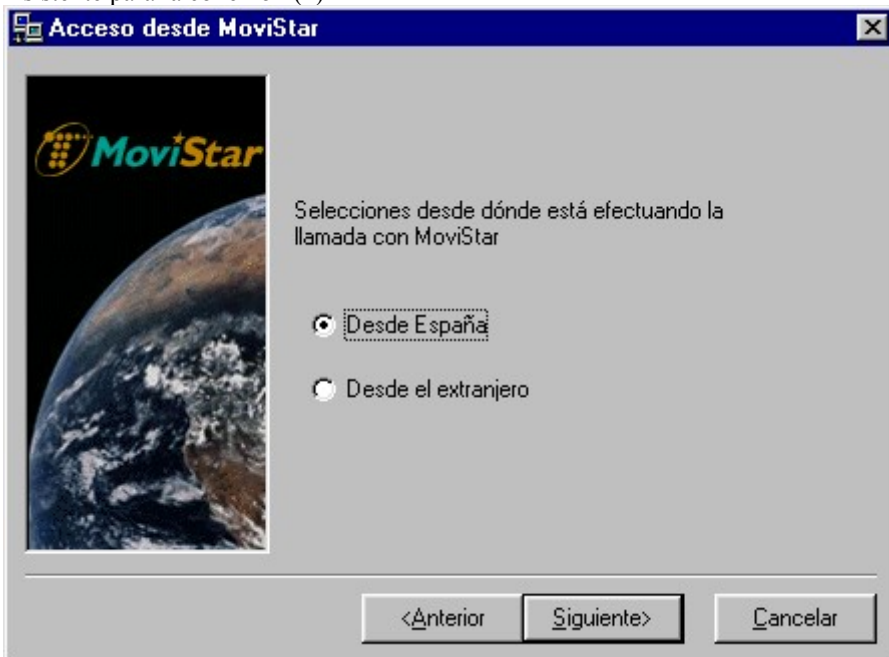 Acceso desde MoviStar
MoviStar
Selecciones desde dónde está efectuando la
llamada con MoviStar
Desde España
Desde el extranjero
<Anterior
Siguiente>
Cancelar